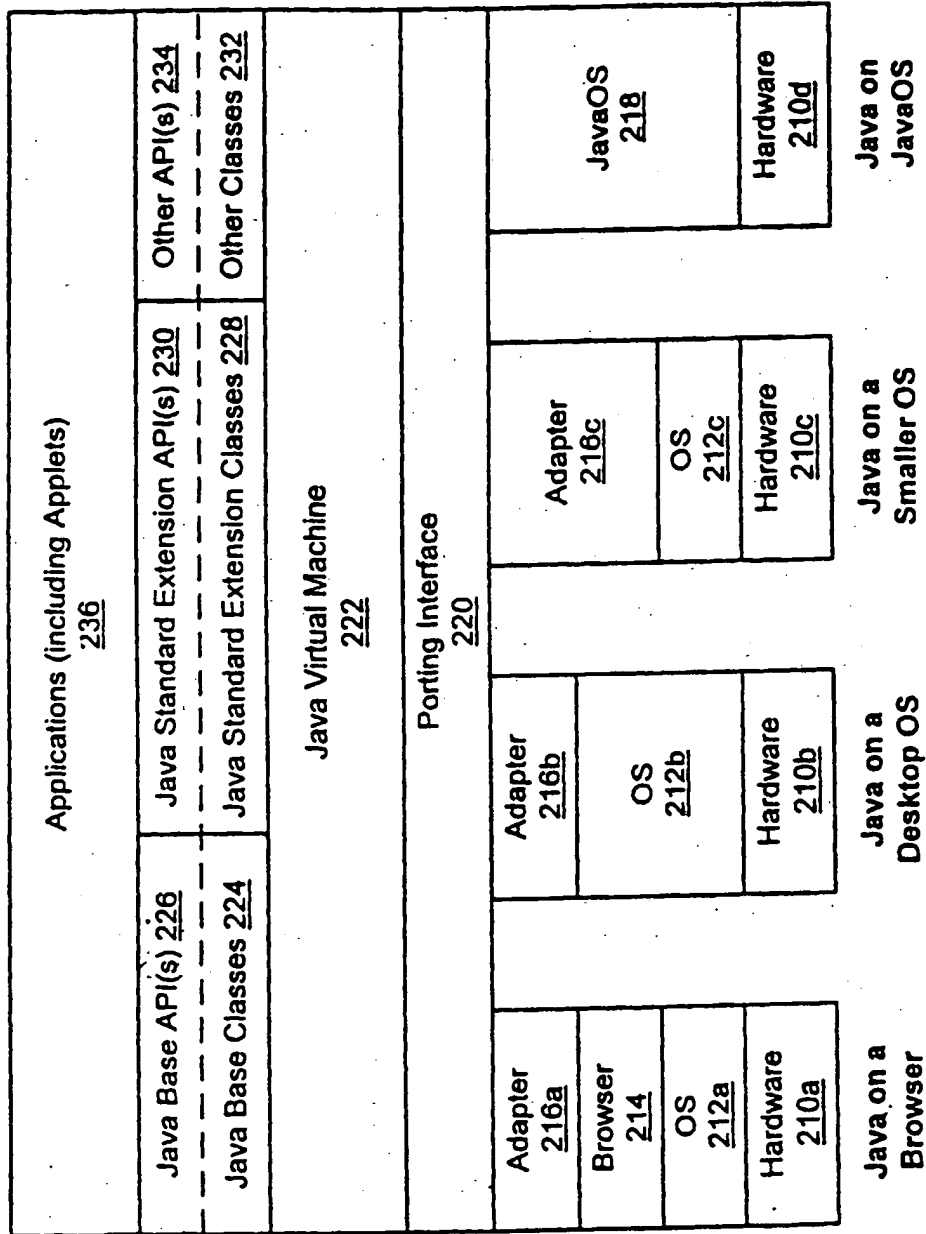 Applications (including Applets)
236
Java Base API(s) 226
Java Standard Extension API(s) 230
Other API(s) 234
Java Base Classes 224
Java Standard Extension Classes 228
Other Classes 232
Java Virtual Machine
222
Porting Interface
220
Adapter
216a
Browser
214
OS
212a
Hardware
210a
Java on a
Browser
Adapter
216b
OS
212b
Hardware
210b
Java on a
Desktop OS
Adapter
216c
OS
212c
Hardware
210c
Java on a
Smaller OS
JavaOS
218
Hardware
210d
Java on
JavaOS